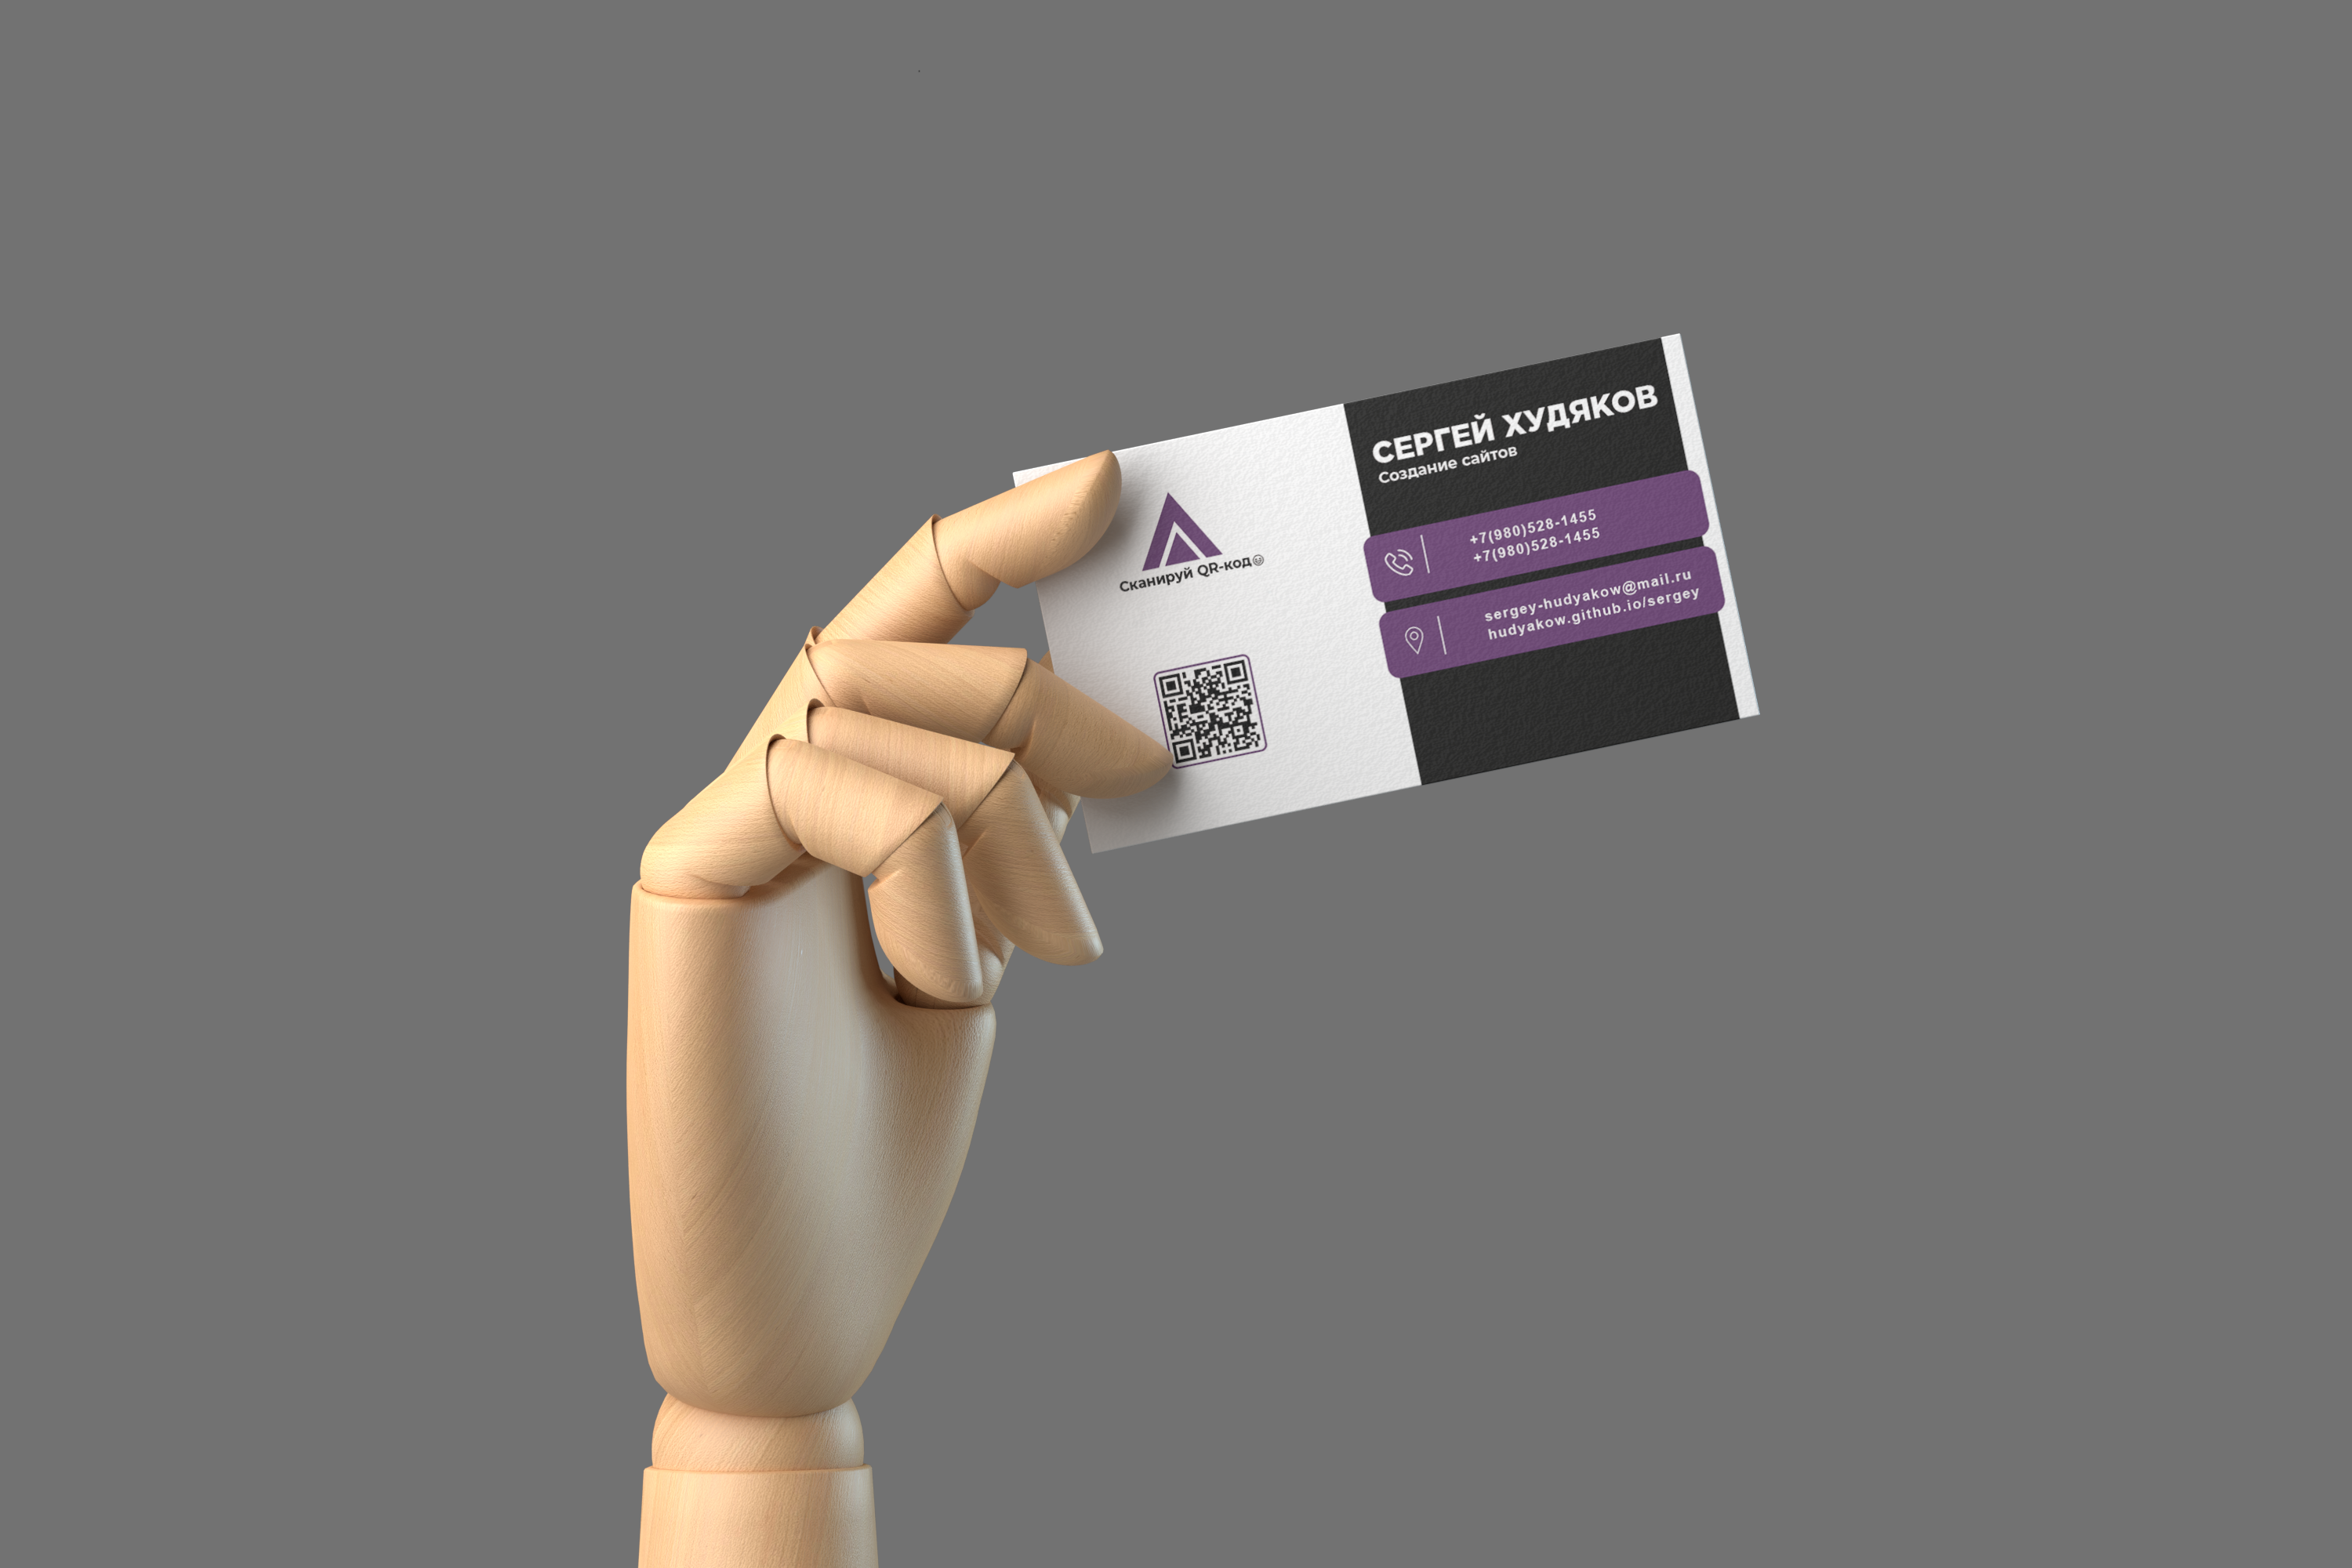 Сканируй QR-код
СЕРГЕЙ ХУДЯКОВ
Создание сайтов
+7(980)528-1455
+7(980)528-1455
sergey-hudyakow@mail.ru
hudyakow.github.io/sergey